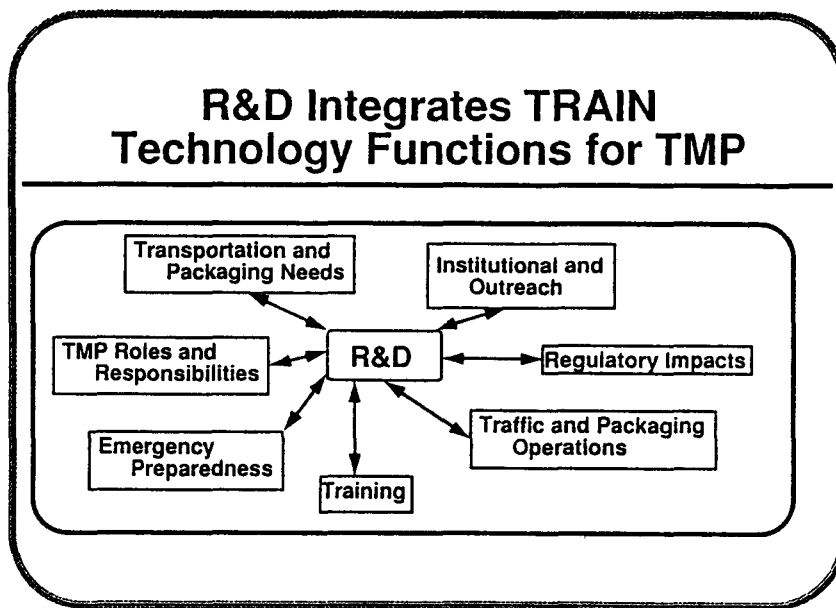 R&D Integrates TRAIN
Technology Functions for TMP
Transportation and
Packaging Needs
Institutional and
Outreach
TMP Roles and
Responsibilities
R&D
Regulatory Impacts
Emergency
Preparedness
Training
Traffic and Packaging
Operations